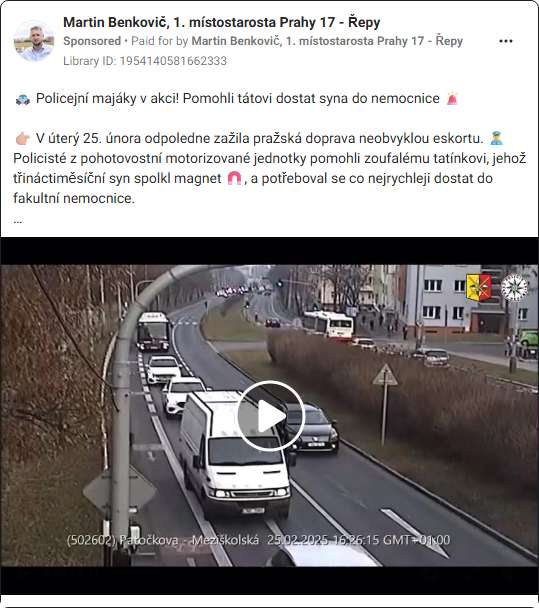 Martin Benkovič, 1. místostarosta Prahy 17 - Řepy
Sponsored • Paid for by Martin Benkovič, 1. místostarosta Prahy 17 - Řepy
Library ID: 1954140581662333
🚓 Policejní majáky v akci! Pomohli tátovi dostat syna do nemocnice 🚨
👉🏼 V úterý 25. února odpoledne zažila pražská doprava neobvyklou eskortu. 👮🏼‍♂️
Policisté z pohotovostní motorizované jednotky pomohli zoufalému tatínkovi, jehož
třináctiměsíční syn spolkl magnet 🧲, a potřeboval se co nejrychleji dostat do
fakultní nemocnice.
...
(502602) Patočkova - Meziškolská 25.02.2025 16:26:15 GMT+01:00